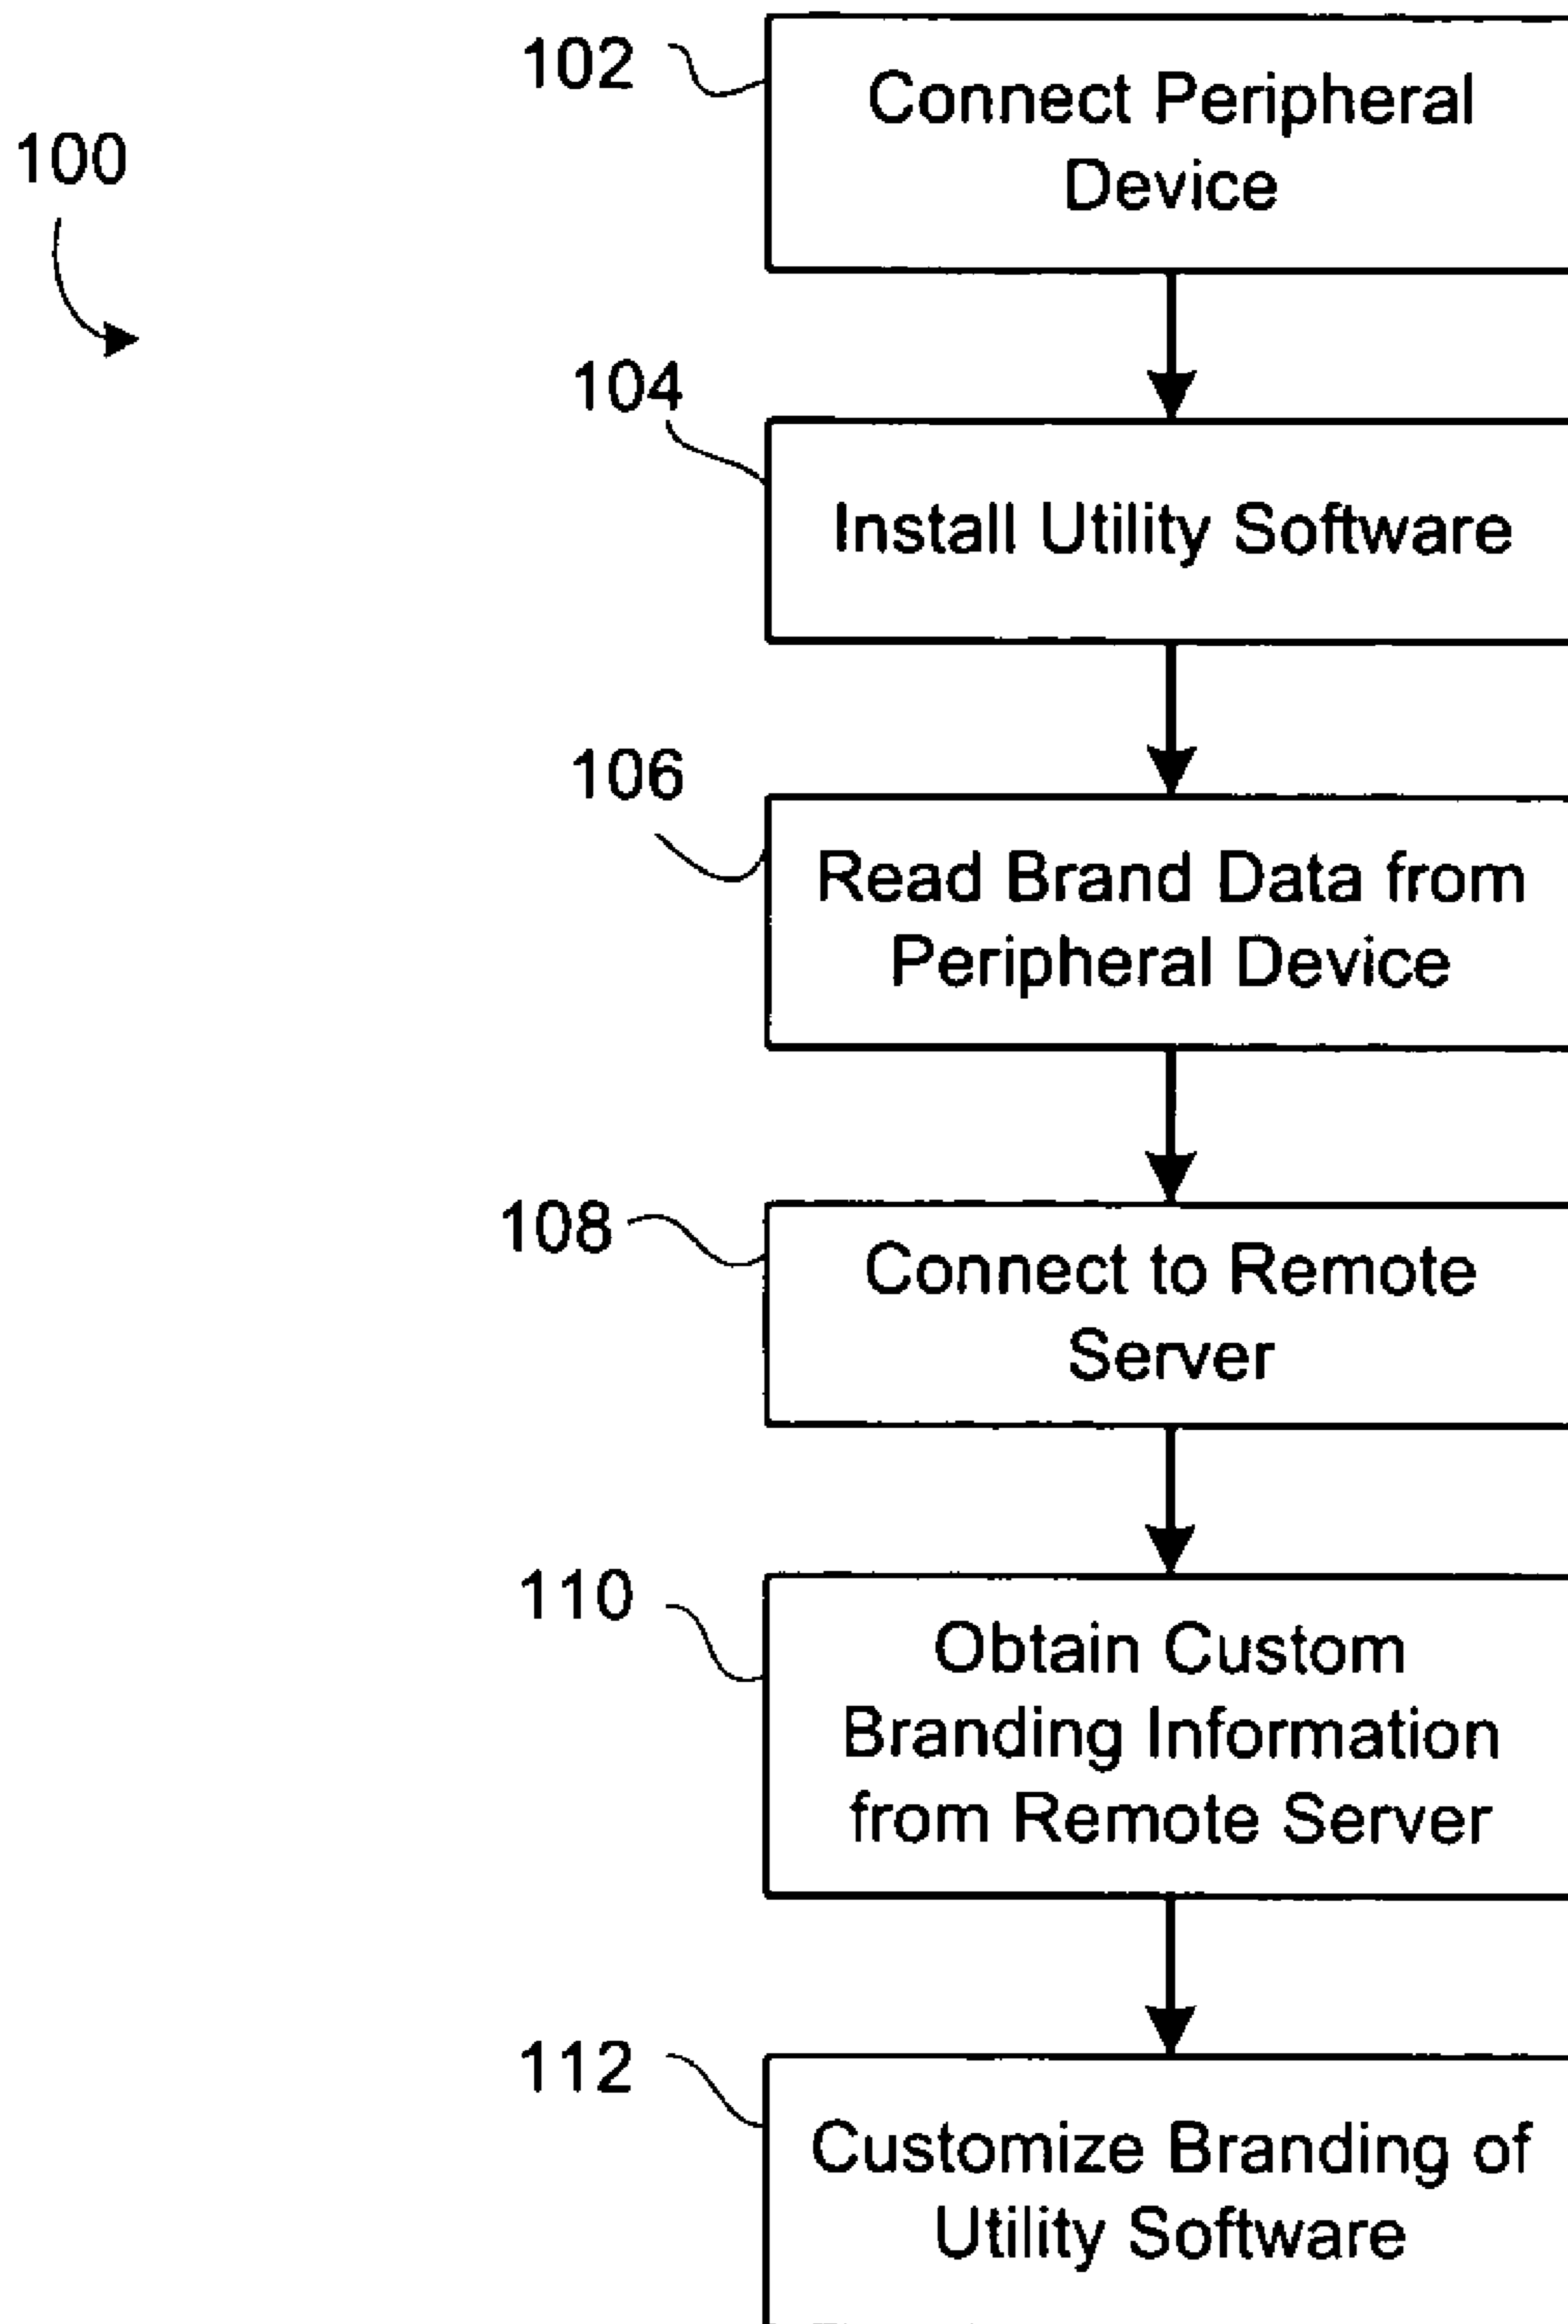 100
102
Connect Peripheral
Device
104
Install Utility Software
106
Read Brand Data from
Peripheral Device
108
Connect to Remote
Server
110
Obtain Custom
Branding Information
from Remote Server
112
Customize Branding of
Utility Software